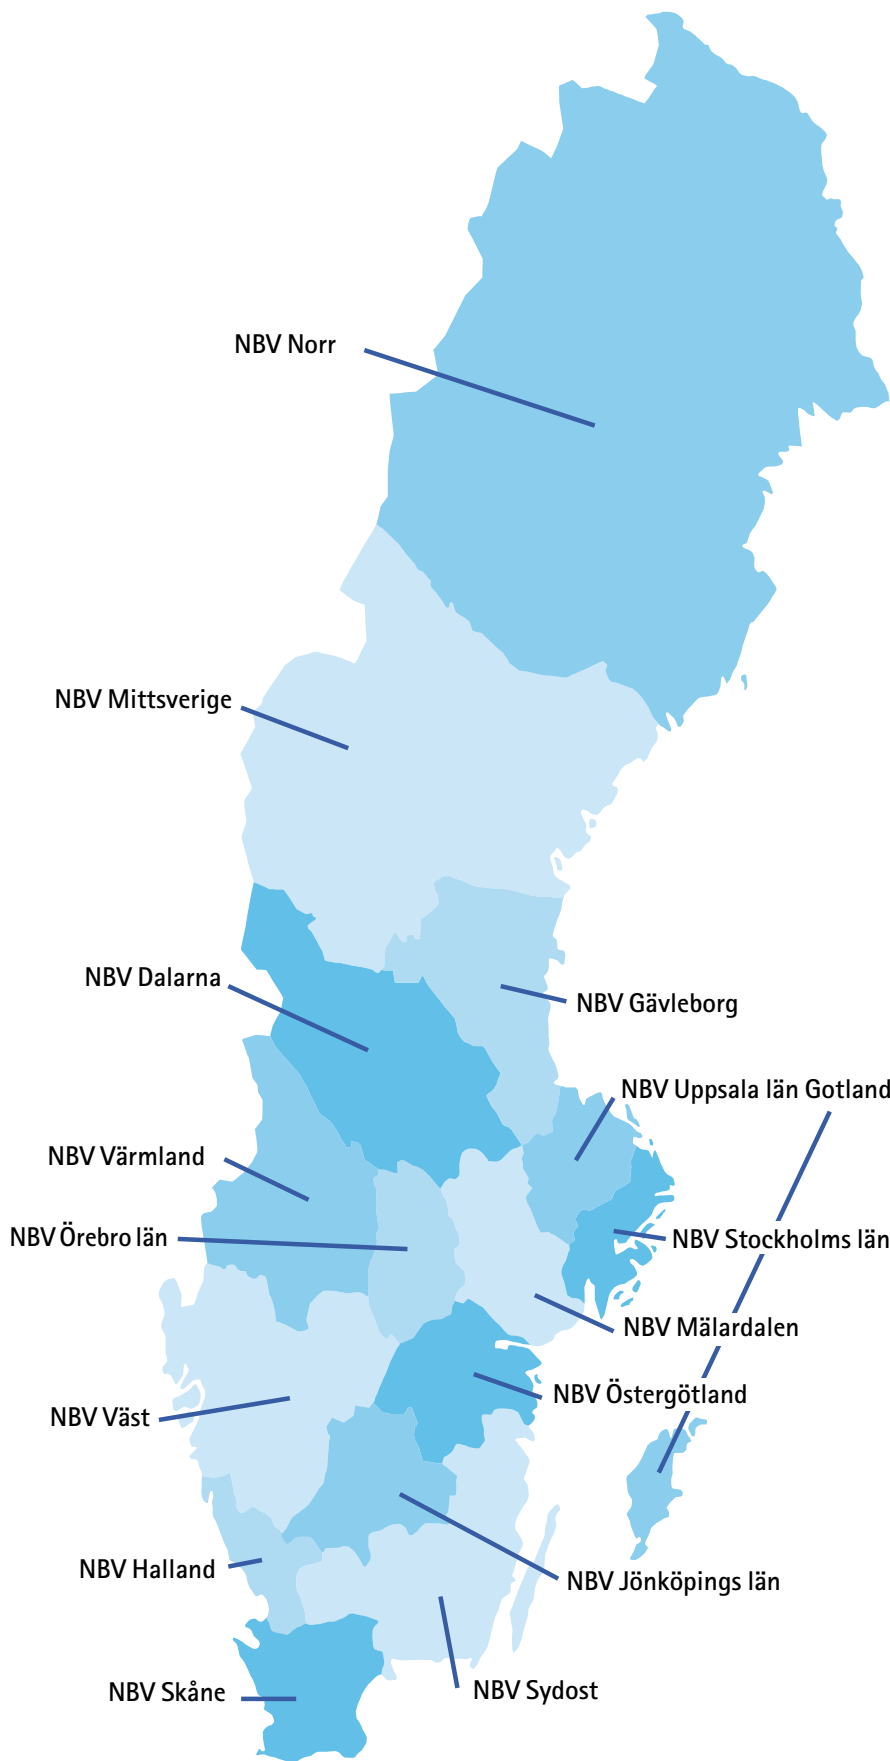 NBV Norr
NBV Mittsverige
NBV Dalarna
NBV Gävleborg
NBV Uppsala län Gotland
NBV Värmland
NBV Örebro län
NBV Stockholms län
NBV Mälardalen
NBV Östergötland
NBV Väst
NBV Halland
NBV Jönköpings län
NBV Sydost
NBV Skåne